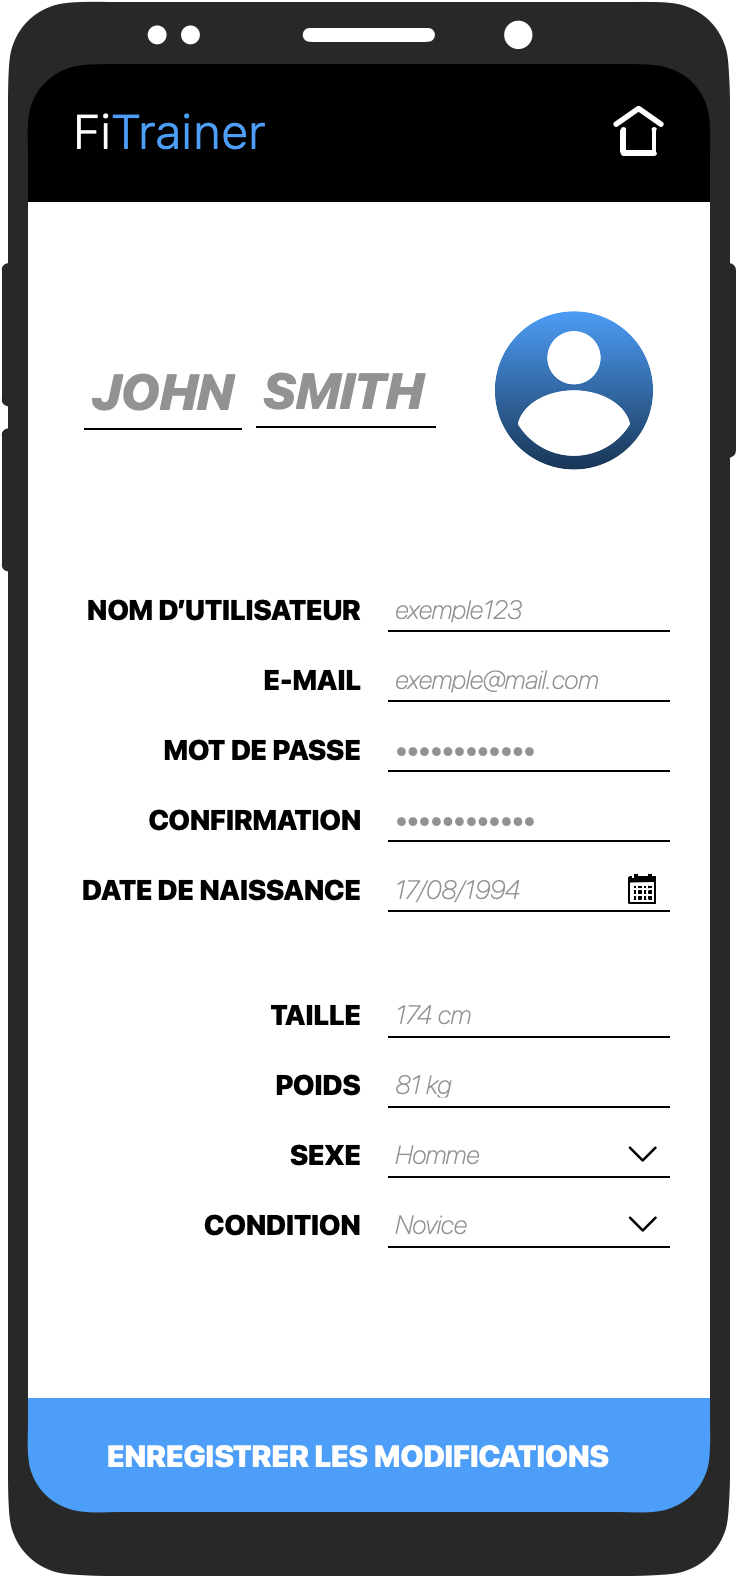 FiTrainer
JOHN SMITH
NOM D'UTILISATEUR exemple123
E-MAIL exemple@mail.com
MOT DE PASSE ••••••••••••
CONFIRMATION ••••••••••••
DATE DE NAISSANCE 17/08/1994
TAILLE 174 cm
POIDS 81 kg
SEXE Homme
CONDITION Novice
ENREGISTRER LES MODIFICATIONS